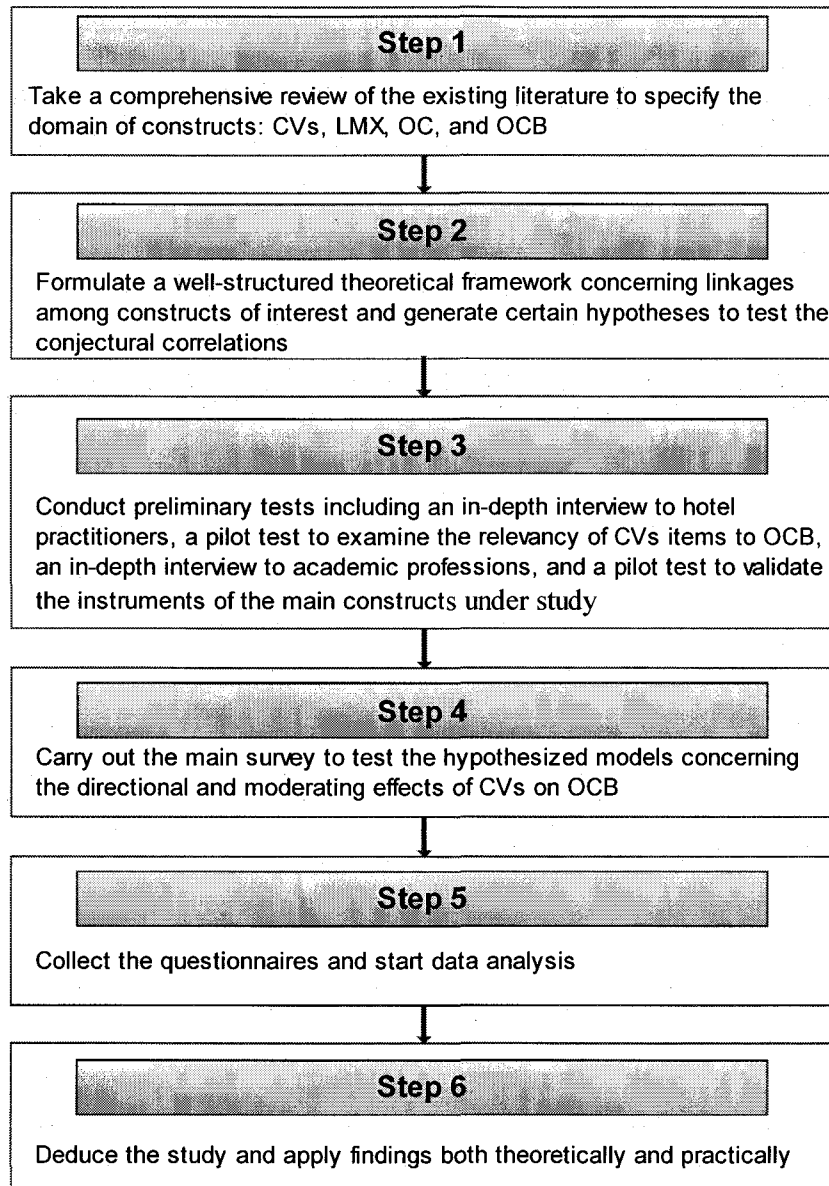 Step 1
Take a comprehensive review of the existing literature to specify the
domain of constructs: CVs, LMX, OC, and OCB
Step 2
Formulate a well-structured theoretical framework concerning linkages
among constructs of interest and generate certain hypotheses to test the
conjectural correlations
Step 3
Conduct preliminary tests including an in-depth interview to hotel
practitioners, a pilot test to examine the relevancy of CVs items to OCB,
an in-depth interview to academic professions, and a pilot test to validate
the instruments of the main constructs under study
Step 4
Carry out the main survey to test the hypothesized models concerning
the directional and moderating effects of CVs on OCB
Step 5
Collect the questionnaires and start data analysis
Step 6
Deduce the study and apply findings both theoretically and practically